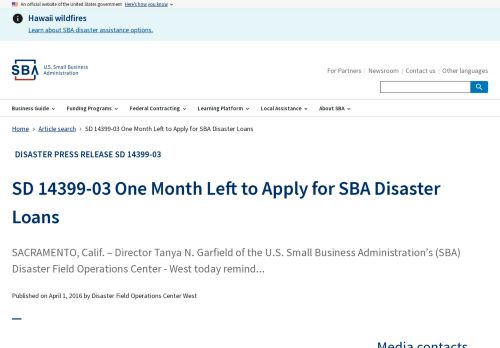 An official website of the United States government Here's how you know
Hawaii wildfires
Learn about SBA disaster assistance options.
SBA U.S. Small Business
Administration
For Partners Newsroom Contact us Other languages
Business Guide Funding Programs Federal Contracting Learning Platform Local Assistance About SBA
Home Article search SD 14399-03 One Month Left to Apply for SBA Disaster Loans
DISASTER PRESS RELEASE SD 14399-03
SD 14399-03 One Month Left to Apply for SBA Disaster
Loans
SACRAMENTO, Calif. – Director Tanya N. Garfield of the U.S. Small Business Administration's (SBA)
Disaster Field Operations Center - West today remind...
Published on April 1, 2016 by Disaster Field Operations Center West
Media contacts